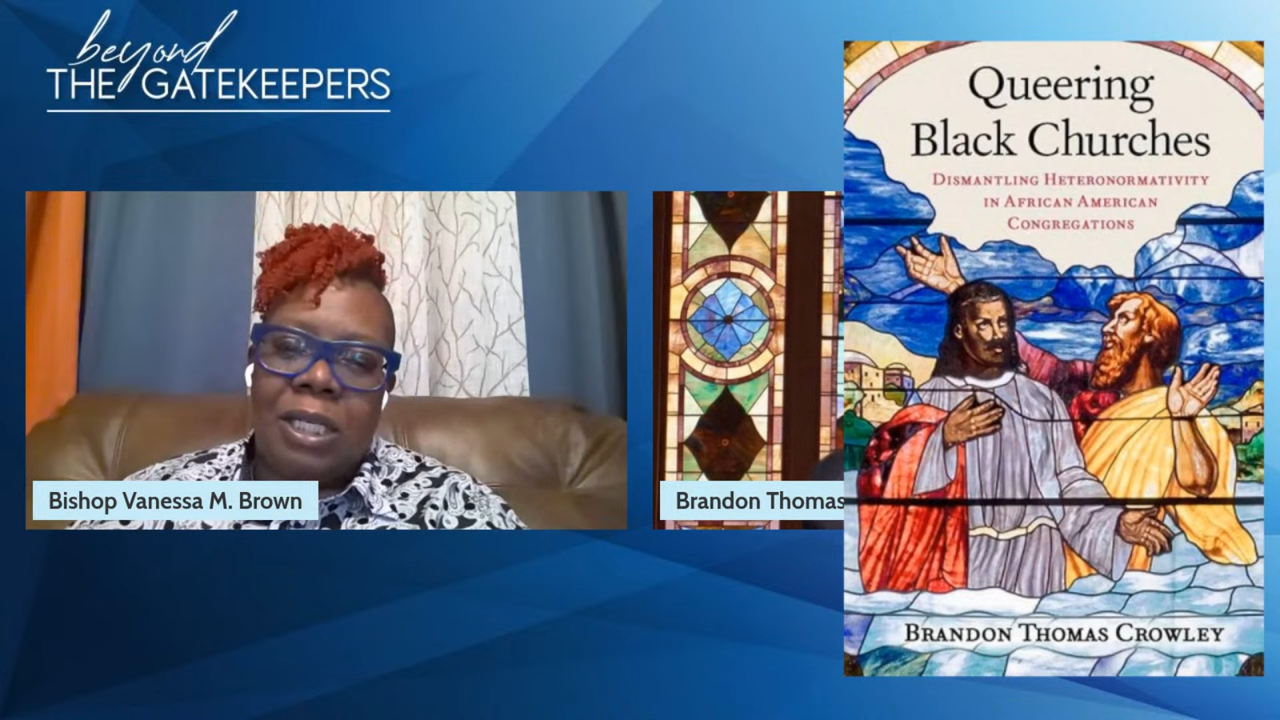 beyond
THE GATEKEEPERS
Queering
Black Churches
DISMANTLING HETERONORMATIVITY
IN AFRICAN AMERICAN
CONGREGATIONS
Bishop Vanessa M. Brown
Brandon Thomas
BRANDON THOMAS CROWLEY